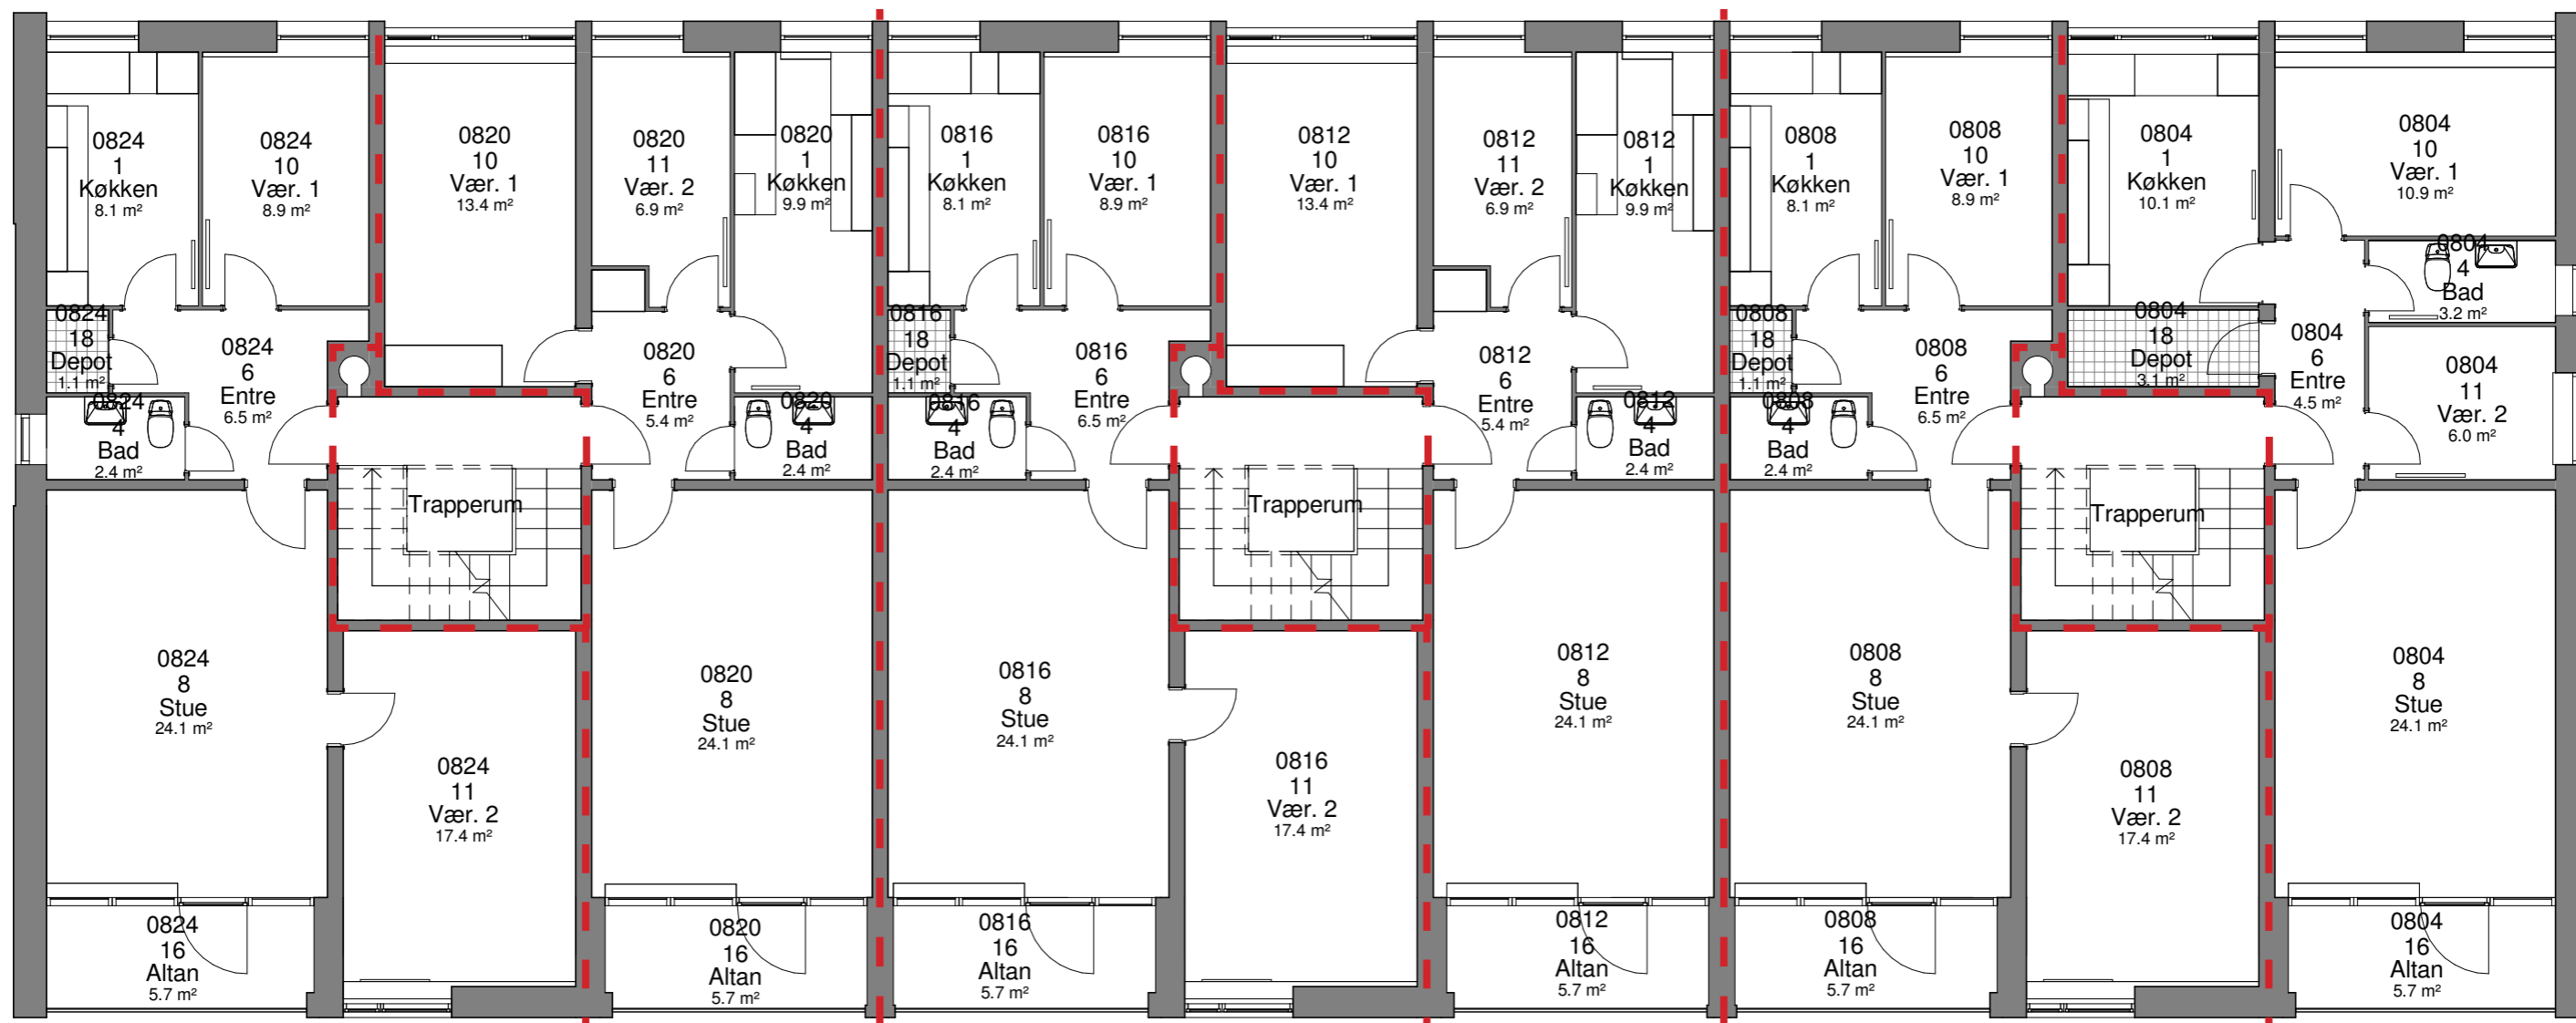 0824
1
Køkken
8.1 m²
0824
10
Vær. 1
8.9 m²
0820
10
Vær. 1
13.4 m²
0820
11
Vær. 2
6.9 m²
0820
1
Køkken
9.9 m²
0816
1
Køkken
8.1 m²
0816
10
Vær. 1
8.9 m²
0812
10
Vær. 1
13.4 m²
0812
11
Vær. 2
6.9 m²
0812
1
Køkken
9.9 m²
0808
1
Køkken
8.1 m²
0808
10
Vær. 1
8.9 m²
0804
1
Køkken
10.1 m²
0804
10
Vær. 1
10.9 m²
0804
4
Bad
3.2 m²
0824
18
Depot
1.1 m²
0824
6
Entre
6.5 m²
0820
6
Entre
5.4 m²
0816
18
Depot
1.1 m²
0816
6
Entre
6.5 m²
0812
6
Entre
5.4 m²
0808
18
Depot
1.1 m²
0808
6
Entre
6.5 m²
0804
18
Depot
3.1 m²
0804
6
Entre
4.5 m²
0804
11
Vær. 2
6.0 m²
0824
4
Bad
2.4 m²
0820
4
Bad
2.4 m²
0816
4
Bad
2.4 m²
0812
4
Bad
2.4 m²
0808
4
Bad
2.4 m²
Trapperum
Trapperum
Trapperum
0824
8
Stue
24.1 m²
0824
11
Vær. 2
17.4 m²
0820
8
Stue
24.1 m²
0816
8
Stue
24.1 m²
0816
11
Vær. 2
17.4 m²
0812
8
Stue
24.1 m²
0808
8
Stue
24.1 m²
0808
11
Vær. 2
17.4 m²
0804
8
Stue
24.1 m²
0824
16
Altan
5.7 m²
0820
16
Altan
5.7 m²
0816
16
Altan
5.7 m²
0812
16
Altan
5.7 m²
0808
16
Altan
5.7 m²
0804
16
Altan
5.7 m²